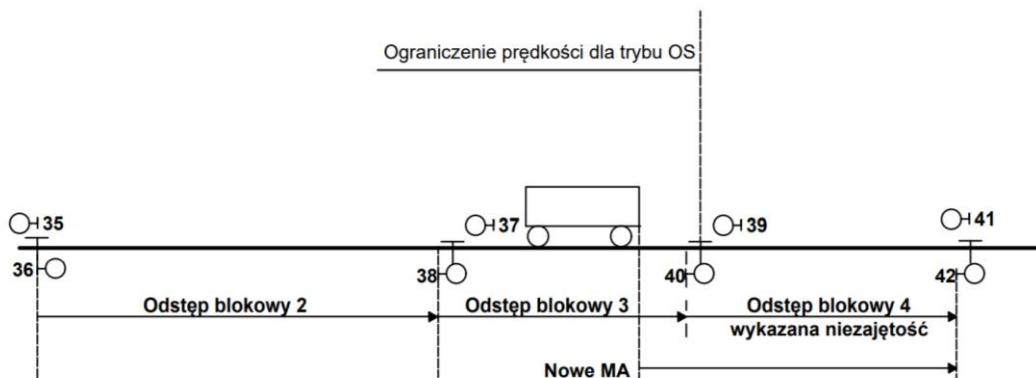 Ograniczenie prędkości dla trybu OS
35
37
39
41
36
38
40
42
Odstęp blokowy 2
Odstęp blokowy 3
Odstęp blokowy 4
wykazana niezajętość
Nowe MA